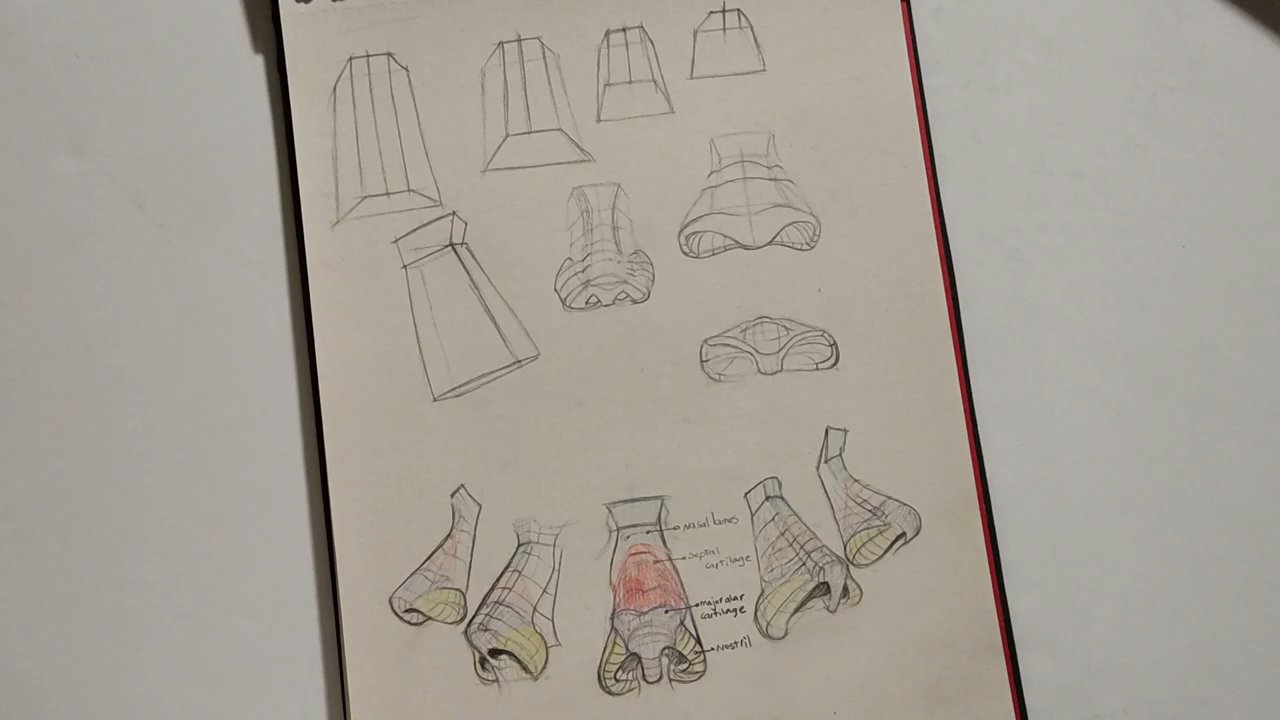 nasal bones
septal
cartilage
major alar
cartilage
nostril